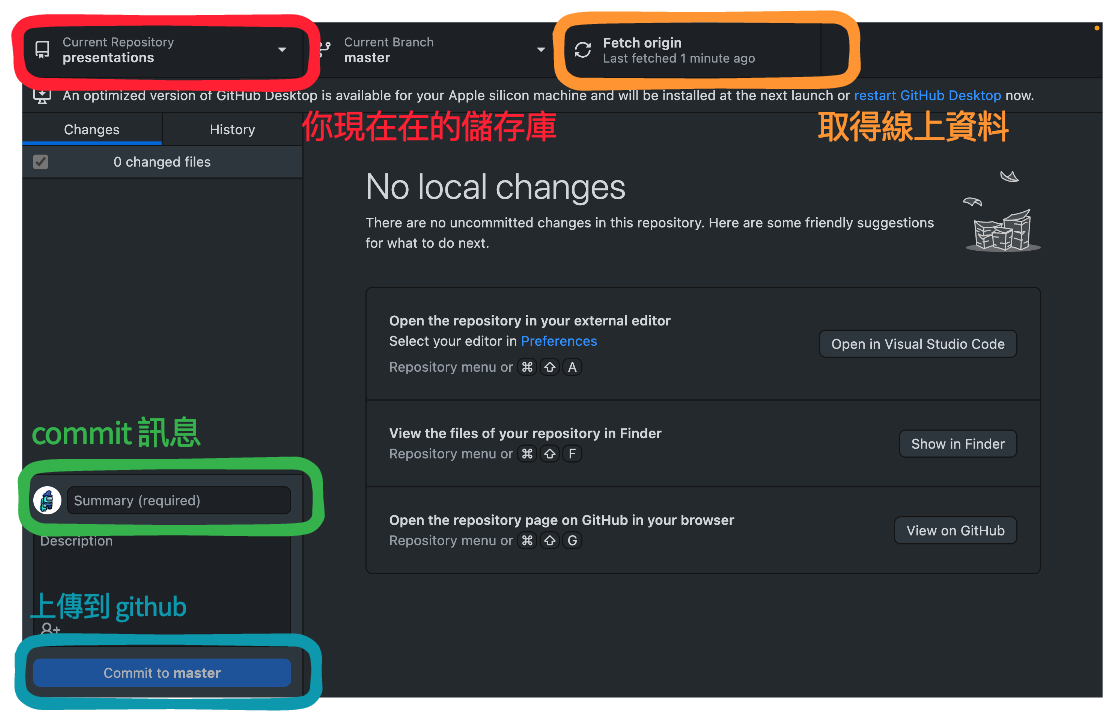 Current Repository
presentations
Current Branch
master
Fetch origin
Last fetched 1 minute ago
An optimized version of GitHub Desktop is available for your Apple silicon machine and will be installed at the next launch or restart GitHub Desktop now.
Changes
History
你現在在的儲存庫
取得線上資料
0 changed files
No local changes
There are no uncommitted changes in this repository. Here are some friendly suggestions
for what to do next.
Open the repository in your external editor
Select your editor in Preferences
Repository menu or ⌘ ⇧ A
Open in Visual Studio Code
View the files of your repository in Finder
Repository menu or ⌘ ⇧ F
Show in Finder
Open the repository page on GitHub in your browser
Repository menu or ⌘ ⇧ G
View on GitHub
commit 訊息
Summary (required)
Description
上傳到 github
Commit to master